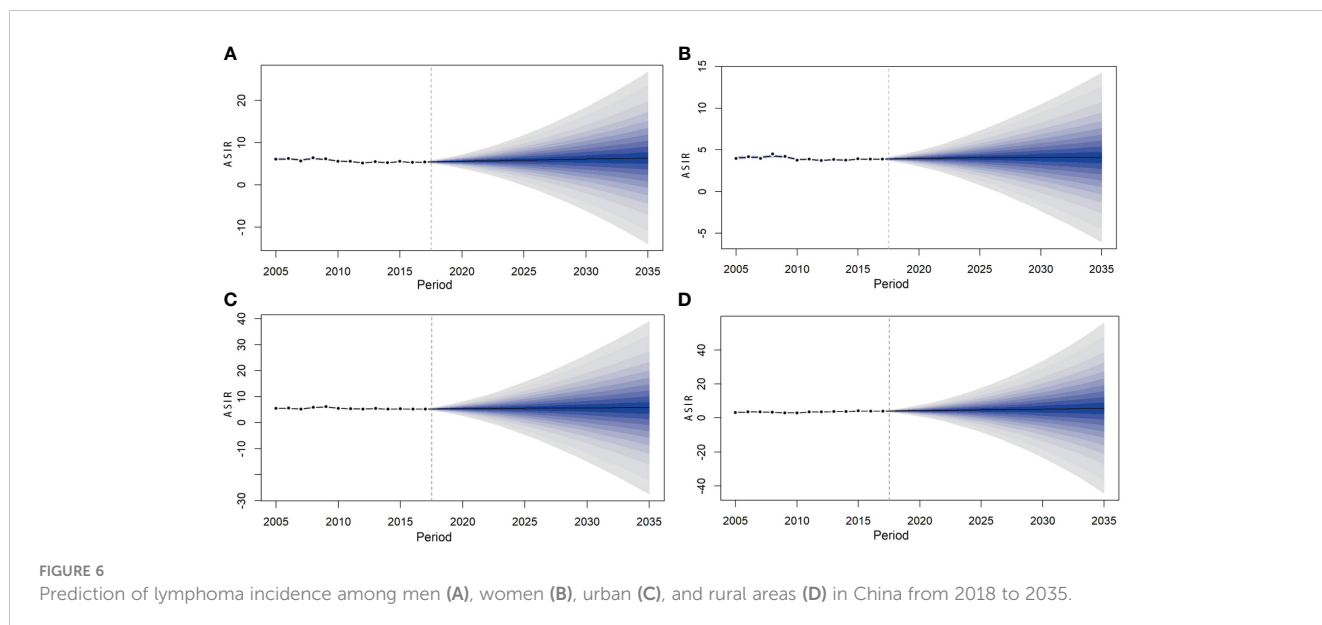 A
20
10
0
-10
ASIR
2005 2010 2015 2020 2025 2030 2035
Period
B
15
10
5
0
-5
ASIR
2005 2010 2015 2020 2025 2030 2035
Period
C
40
30
20
10
0
-10
-30
ASIR
2005 2010 2015 2020 2025 2030 2035
Period
D
40
20
0
-20
-40
ASIR
2005 2010 2015 2020 2025 2030 2035
Period
FIGURE 6
Prediction of lymphoma incidence among men (A), women (B), urban (C), and rural areas (D) in China from 2018 to 2035.